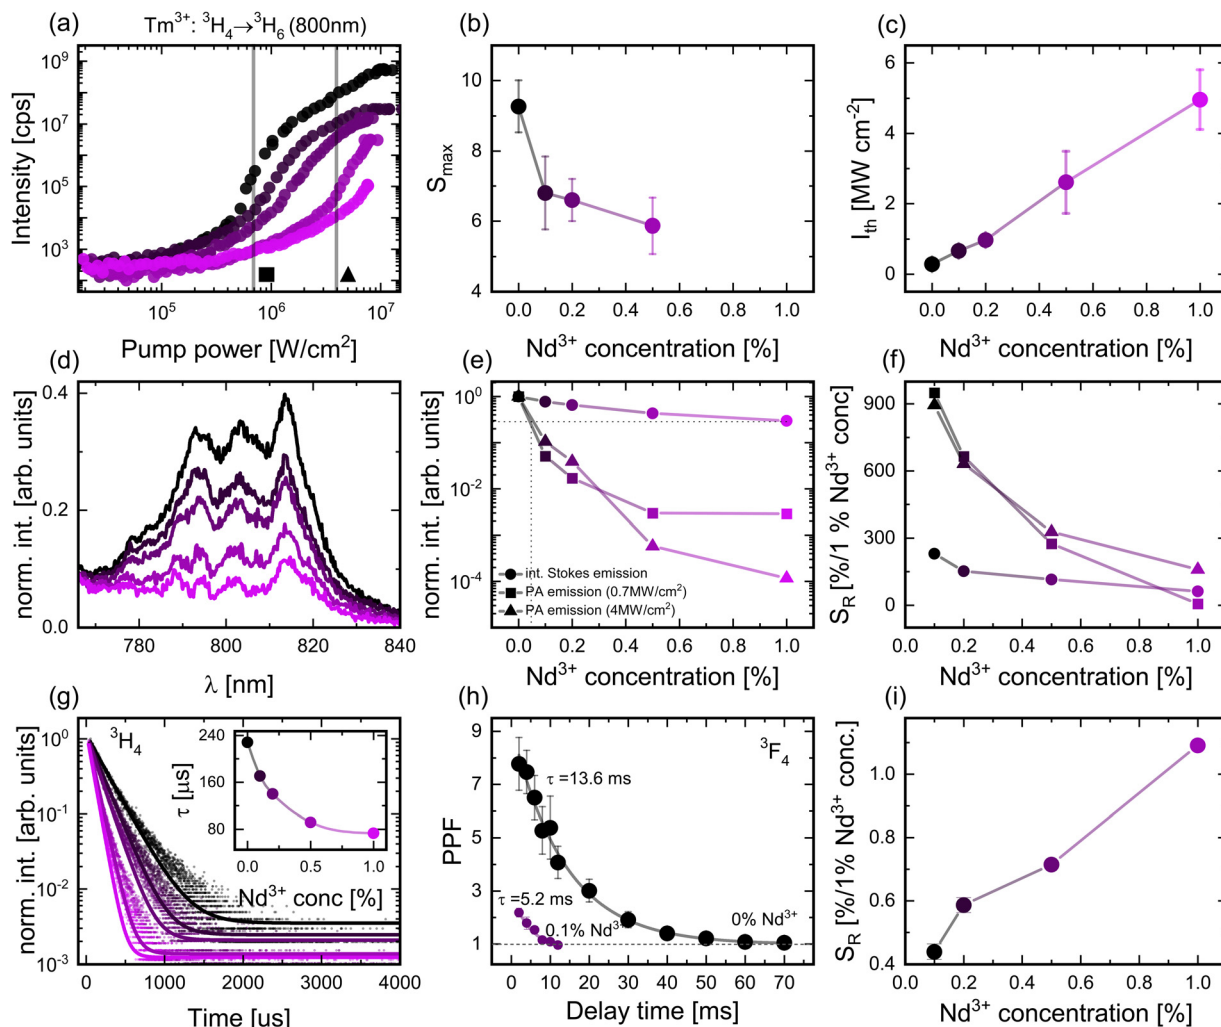 (a)
Tm³⁺: ³H₄→³H₆ (800nm)
10⁹
10⁷
10⁵
10³
Intensity [cps]
10⁵
10⁶
10⁷
Pump power [W/cm²]
(b)
10
8
6
4
Sₘₐₓ
0.0 0.2 0.4 0.6 0.8 1.0
Nd³⁺ concentration [%]
(c)
6
4
2
0
Iₜₕ [MW cm⁻²]
0.0 0.2 0.4 0.6 0.8 1.0
Nd³⁺ concentration [%]
(d)
0.4
0.2
0.0
norm. int. [arb. units]
780 800 820 840
λ [nm]
(e)
10⁰
10⁻²
10⁻⁴
norm. int. [arb. units]
int. Stokes emission
PA emission (0.7MW/cm²)
PA emission (4MW/cm²)
0.0 0.2 0.4 0.6 0.8 1.0
Nd³⁺ concentration [%]
(f)
900
600
300
0
S_R [%/1 % Nd³⁺ conc]
0.2 0.4 0.6 0.8 1.0
Nd³⁺ concentration [%]
(g)
³H₄
10⁰
10⁻¹
10⁻²
10⁻³
norm. int. [arb. units]
240
160
80
τ [µs]
0.0 0.5 1.0
Nd³⁺ conc [%]
0 1000 2000 3000 4000
Time [us]
(h)
³F₄
9
7
5
3
1
PPF
τ =13.6 ms
τ =5.2 ms
0.1% Nd³⁺
0% Nd³⁺
0 10 20 30 40 50 60 70
Delay time [ms]
(i)
1.0
0.8
0.6
0.4
S_R [%/1% Nd³⁺ conc.]
0.2 0.4 0.6 0.8 1.0
Nd³⁺ concentration [%]